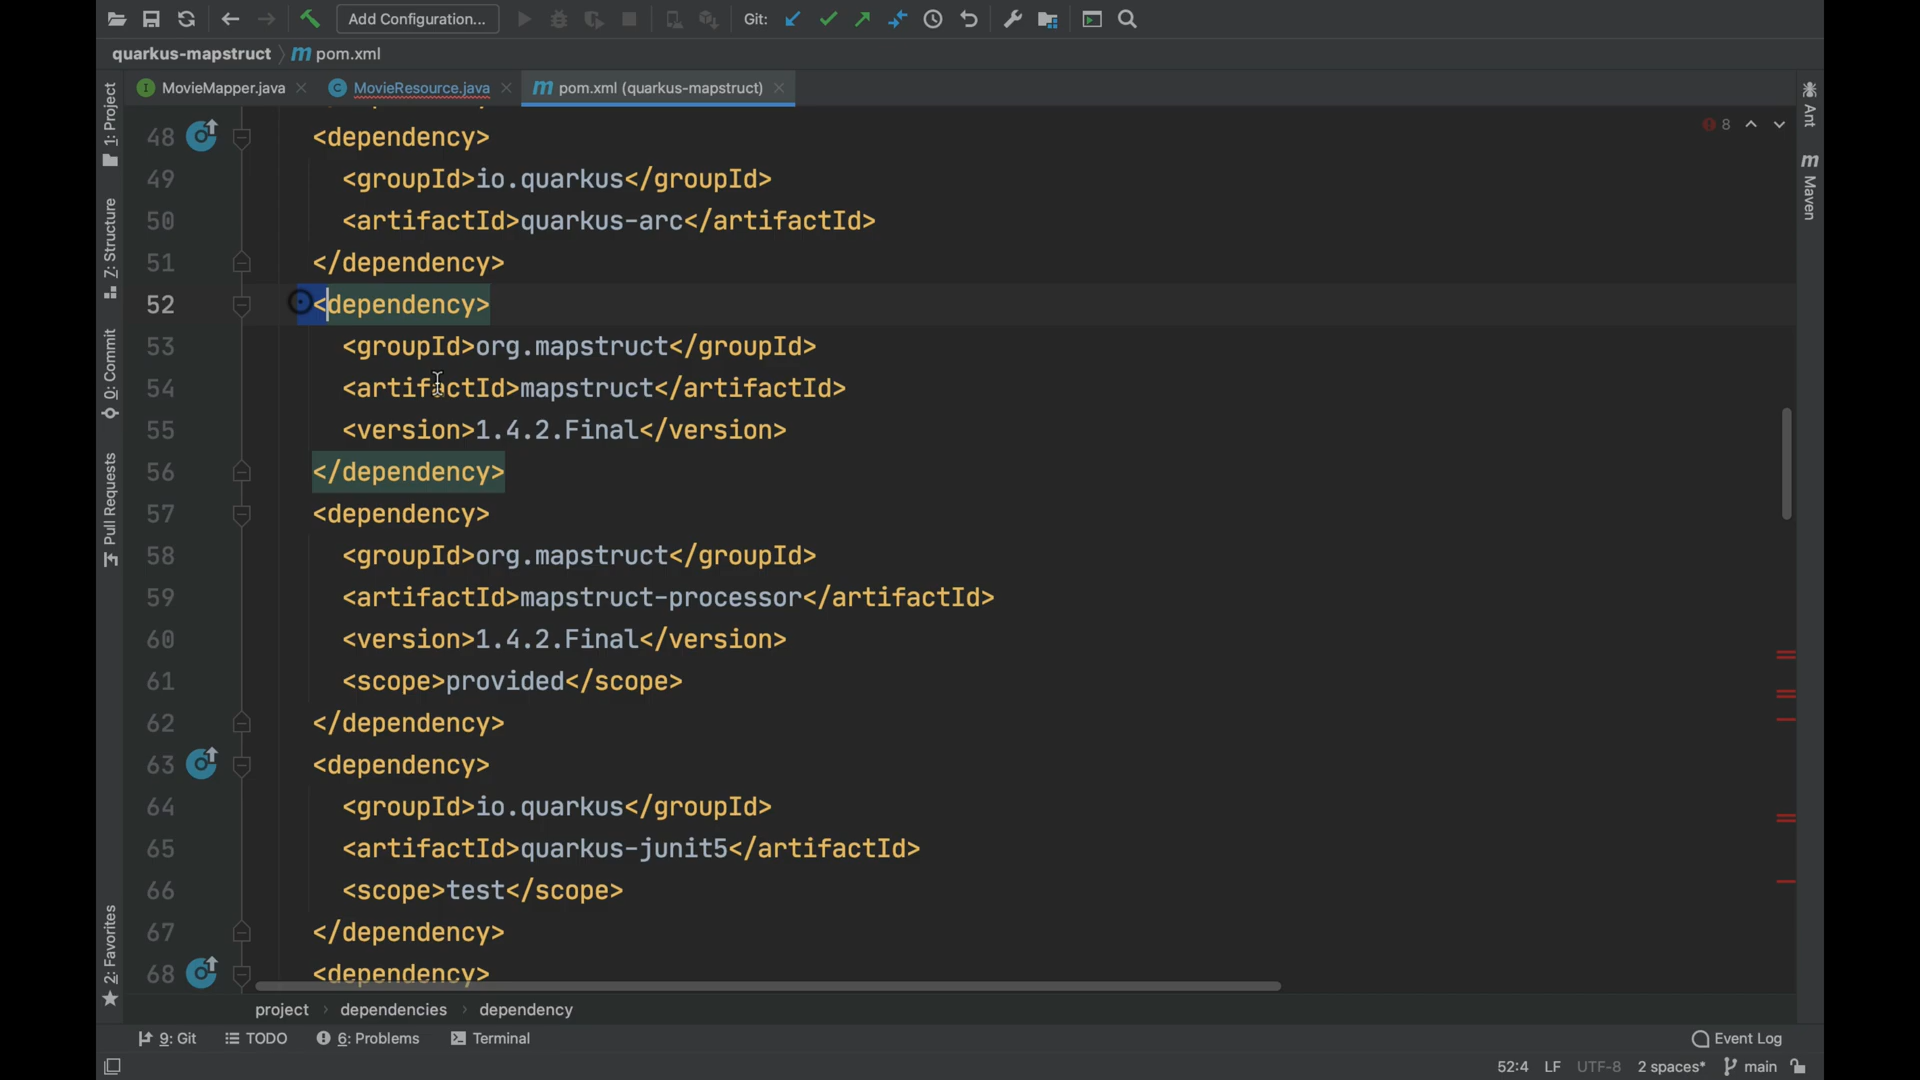 Add Configuration...
Git:
quarkus-mapstruct
m pom.xml
I MovieMapper.java
C MovieResource.java
m pom.xml (quarkus-mapstruct)
8
1: Project
7: Structure
0: Commit
Pull Requests
2: Favorites
Ant
m Maven
48 <dependency>
49 <groupId>io.quarkus</groupId>
50 <artifactId>quarkus-arc</artifactId>
51 </dependency>
52 <dependency>
53 <groupId>org.mapstruct</groupId>
54 <artifactId>mapstruct</artifactId>
55 <version>1.4.2.Final</version>
56 </dependency>
57 <dependency>
58 <groupId>org.mapstruct</groupId>
59 <artifactId>mapstruct-processor</artifactId>
60 <version>1.4.2.Final</version>
61 <scope>provided</scope>
62 </dependency>
63 <dependency>
64 <groupId>io.quarkus</groupId>
65 <artifactId>quarkus-junit5</artifactId>
66 <scope>test</scope>
67 </dependency>
68 <dependency>
project
dependencies
dependency
9: Git
TODO
6: Problems
Terminal
Event Log
52:4
LF
UTF-8
2 spaces*
main